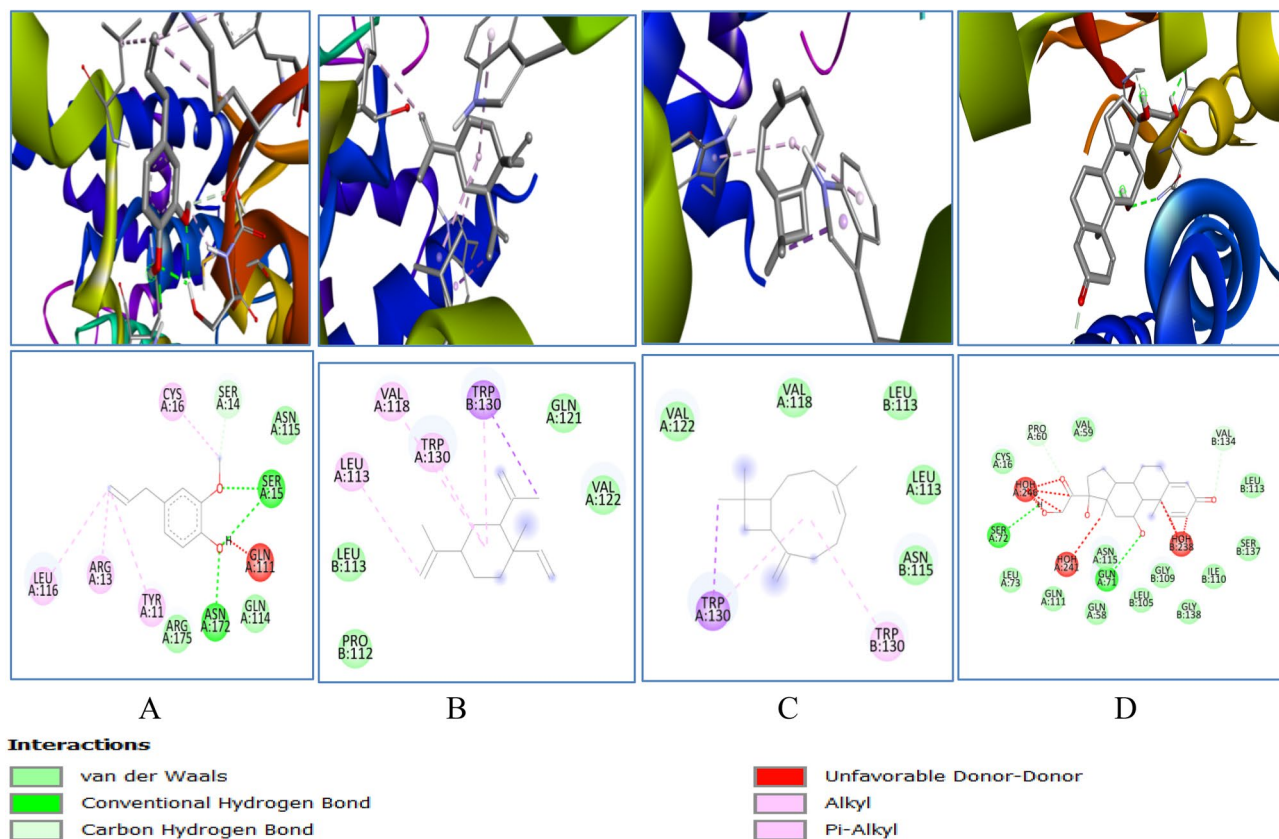 CYS
A:16
SER
A:14
ASN
A:115
SER
A:15
H
GLN
A:111
LEU
A:116
ARG
A:13
TYR
A:11
ARG
A:175
ASN
A:172
GLN
A:114
VAL
A:118
TRP
B:130
GLN
A:121
TRP
A:130
LEU
A:113
VAL
A:122
LEU
B:113
PRO
B:112
VAL
A:122
VAL
A:118
LEU
B:113
LEU
A:113
ASN
B:115
TRP
A:130
TRP
B:130
PRO
A:60
VAL
A:59
VAL
B:134
CYS
A:16
HOH
A:240
H
LEU
B:113
SER
A:72
HOH
A:241
ASN
A:115
GLN
A:71
HOH
B:238
SER
B:137
LEU
A:73
GLN
A:111
GLN
A:58
LEU
B:105
GLY
B:109
ILE
B:110
GLY
B:138
A B C D
Interactions
van der Waals
Conventional Hydrogen Bond
Carbon Hydrogen Bond
Unfavorable Donor-Donor
Alkyl
Pi-Alkyl